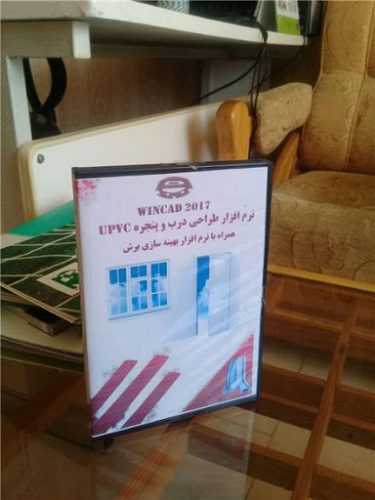 WINCAD 2017
نرم افزار طراحی درب و پنجره UPVC
همراه با نرم افزار بهینه سازی برش